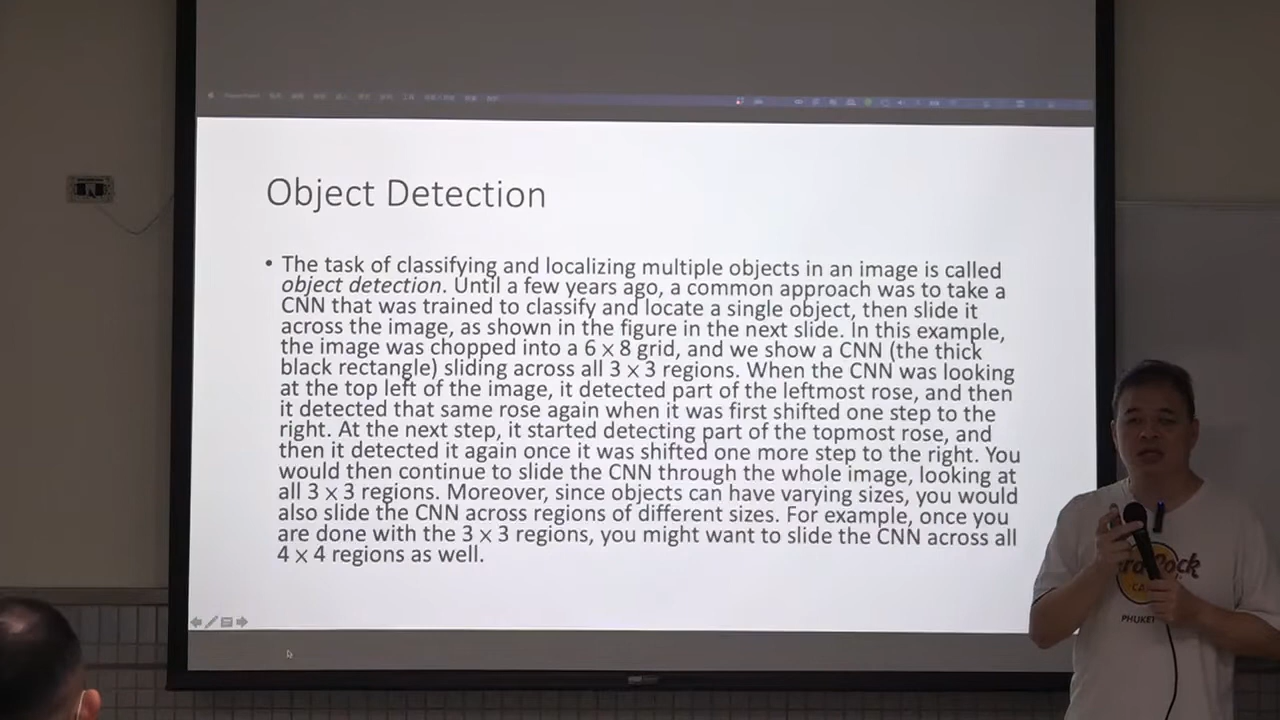 Object Detection
• The task of classifying and localizing multiple objects in an image is called
object detection. Until a few years ago, a common approach was to take a
CNN that was trained to classify and locate a single object, then slide it
across the image, as shown in the figure in the next slide. In this example,
the image was chopped into a 6 × 8 grid, and we show a CNN (the thick
black rectangle) sliding across all 3 × 3 regions. When the CNN was looking
at the top left of the image, it detected part of the leftmost rose, and then
it detected that same rose again when it was first shifted one step to the
right. At the next step, it started detecting part of the topmost rose, and
then it detected it again once it was shifted one more step to the right. You
would then continue to slide the CNN through the whole image, looking at
all 3 × 3 regions. Moreover, since objects can have varying sizes, you would
also slide the CNN across regions of different sizes. For example, once you
are done with the 3 × 3 regions, you might want to slide the CNN across all
4 × 4 regions as well.
Rock
PHUKET